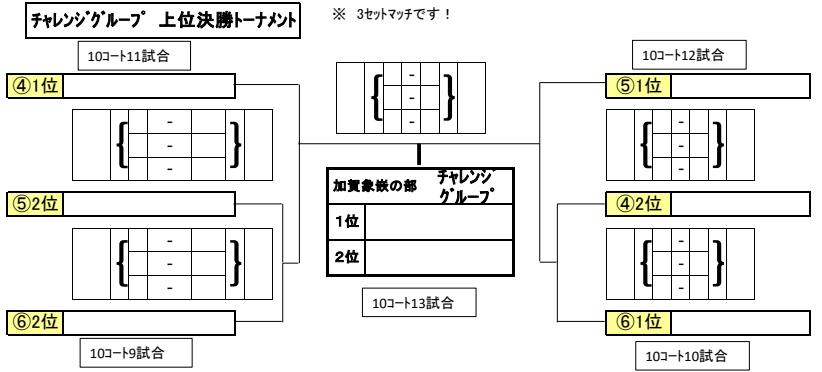 チャレンジグループ 上位決勝トーナメント
※ 3セットマッチです！
10コート11試合
10コート12試合
④1位
⑤1位
-
-
-
-
-
-
-
-
-
加賀象嵌の部 チャレンジグループ
1位
2位
⑤2位
④2位
-
-
-
-
-
-
10コート13試合
⑥2位
⑥1位
10コート9試合
10コート10試合